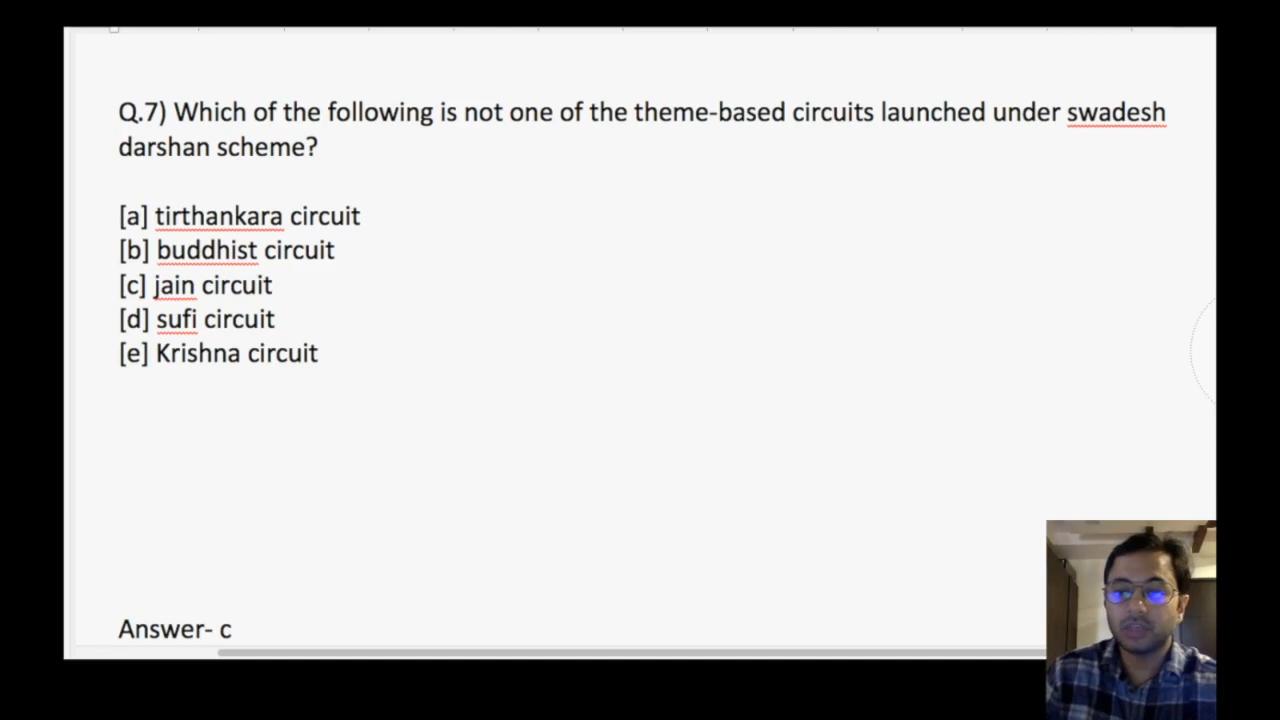 Q.7) Which of the following is not one of the theme-based circuits launched under swadesh
darshan scheme?
[a] tirthankara circuit
[b] buddhist circuit
[c] jain circuit
[d] sufi circuit
[e] Krishna circuit
Answer- c